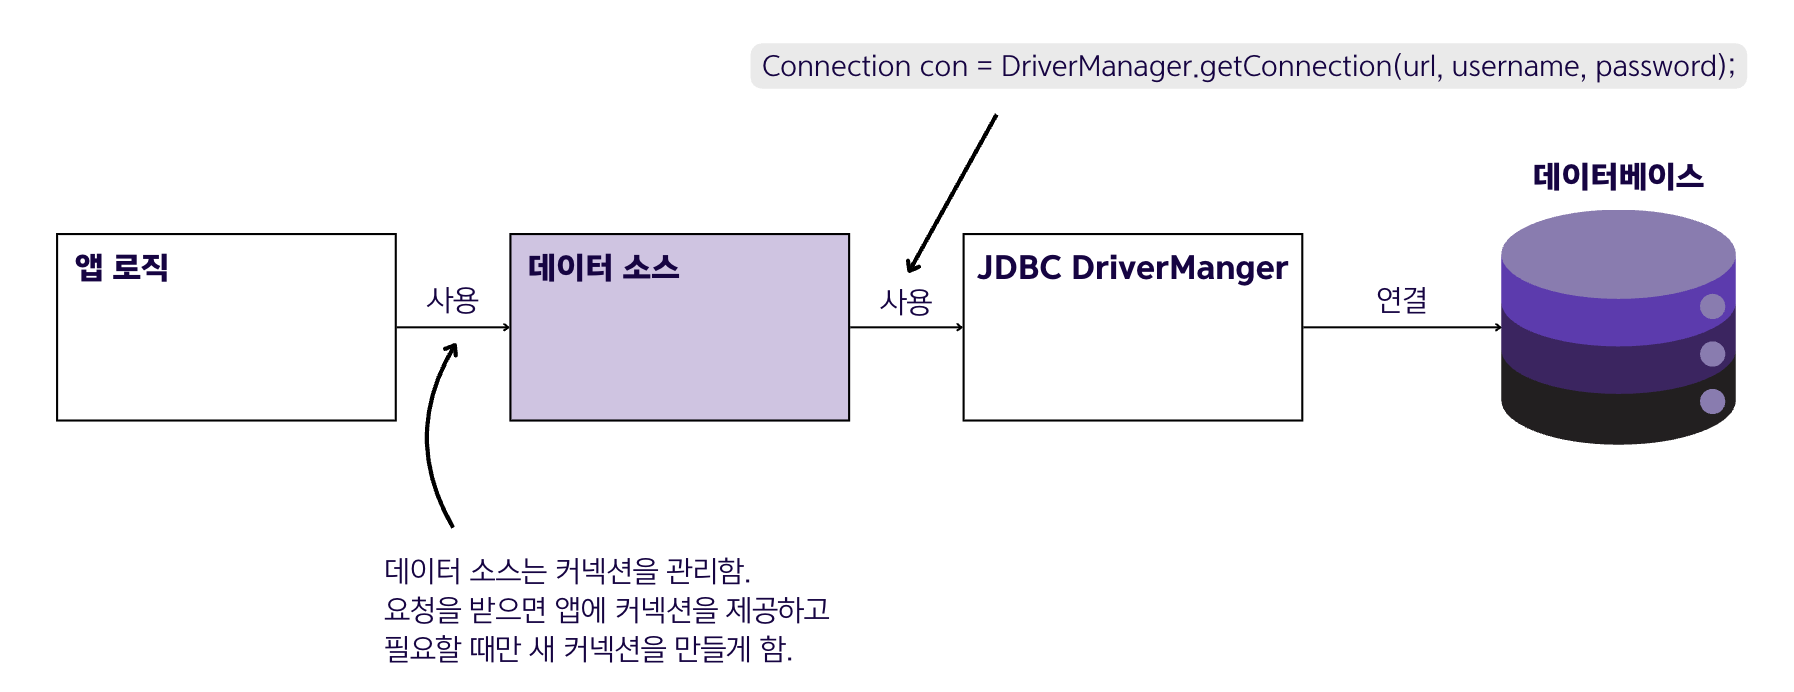 Connection con = DriverManager.getConnection(url, username, password);
데이터베이스
앱 로직
사용
데이터 소스
사용
JDBC DriverManger
연결
데이터 소스는 커넥션을 관리함.
요청을 받으면 앱에 커넥션을 제공하고
필요할 때만 새 커넥션을 만들게 함.